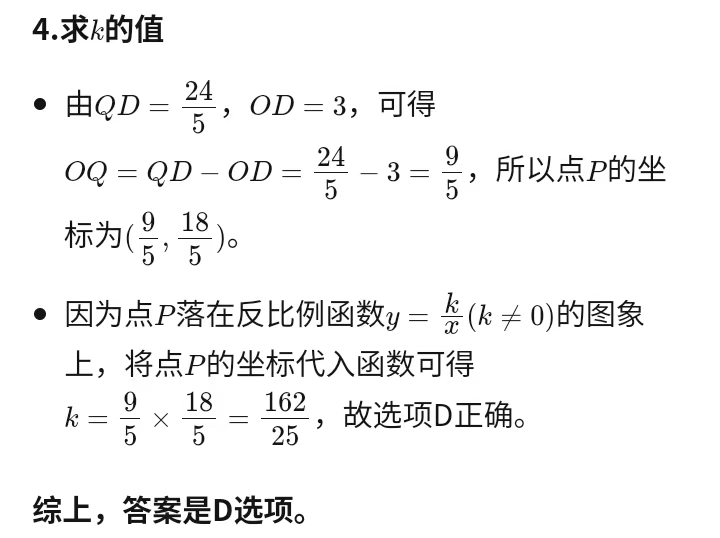 4.求k的值
• 由QD = 24/5，OD = 3，可得
OQ = QD − OD = 24/5 − 3 = 9/5，所以点P的坐
标为(9/5, 18/5)。
• 因为点P落在反比例函数y = k/x(k ≠ 0)的图象
上，将点P的坐标代入函数可得
k = 9/5 × 18/5 = 162/25，故选项D正确。
综上，答案是D选项。